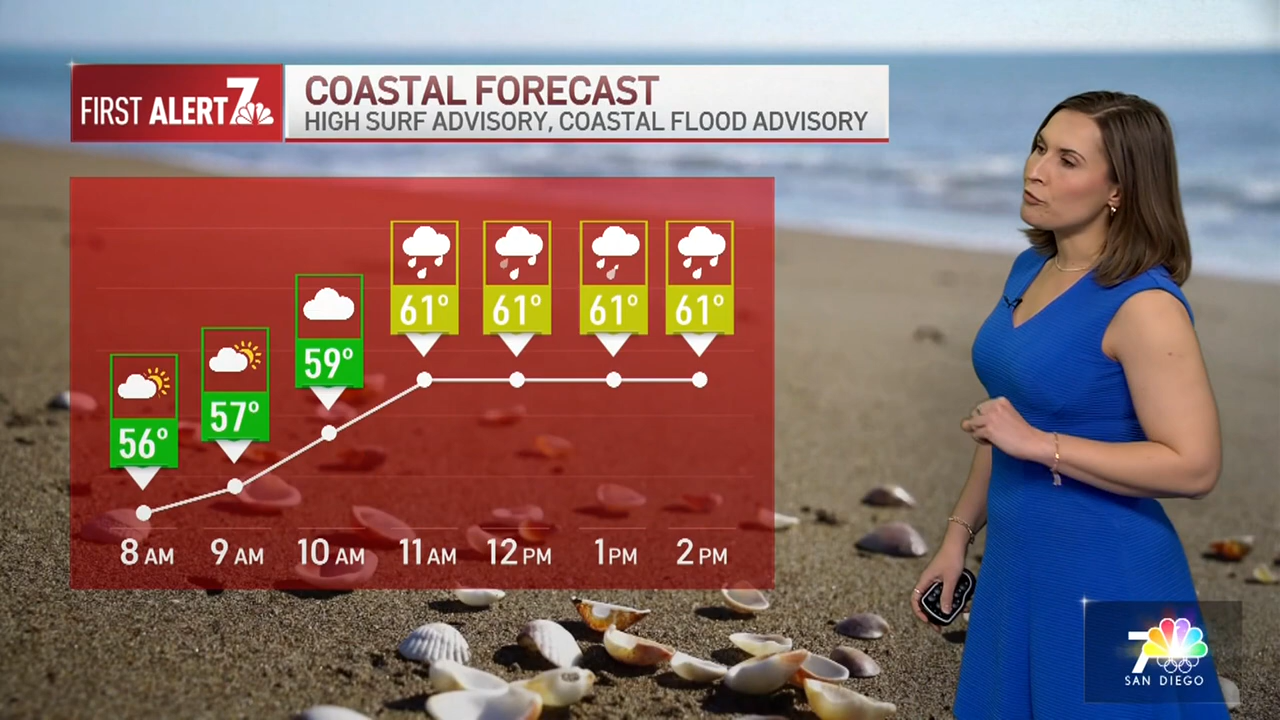 FIRST ALERT 7
COASTAL FORECAST
HIGH SURF ADVISORY, COASTAL FLOOD ADVISORY
56° 57° 59° 61° 61° 61° 61°
8 AM 9 AM 10 AM 11 AM 12 PM 1 PM 2 PM
7
SAN DIEGO